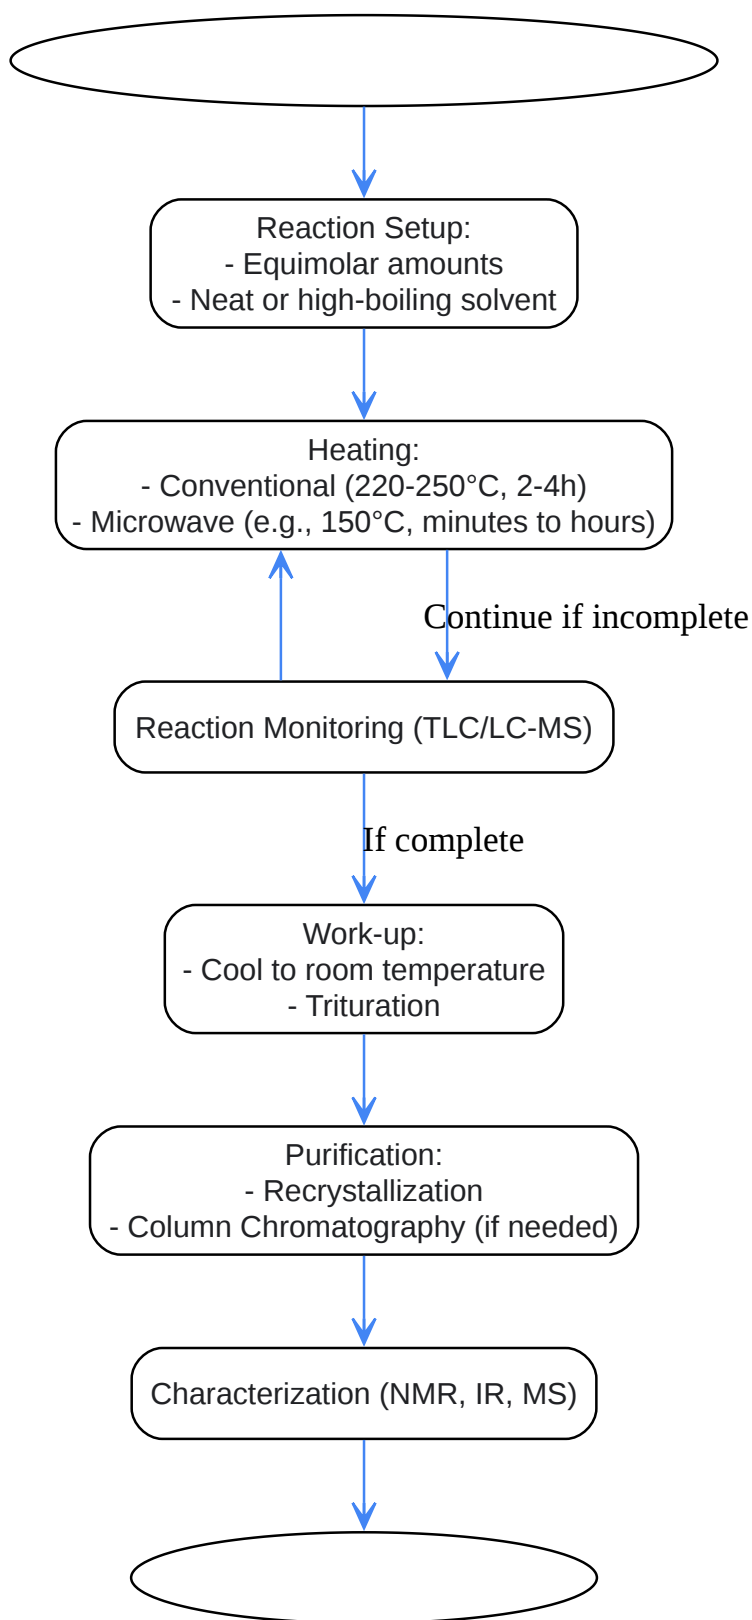 Reaction Setup:
- Equimolar amounts
- Neat or high-boiling solvent
Heating:
- Conventional (220-250°C, 2-4h)
- Microwave (e.g., 150°C, minutes to hours)
Continue if incomplete
Reaction Monitoring (TLC/LC-MS)
If complete
Work-up:
- Cool to room temperature
- Trituration
Purification:
- Recrystallization
- Column Chromatography (if needed)
Characterization (NMR, IR, MS)